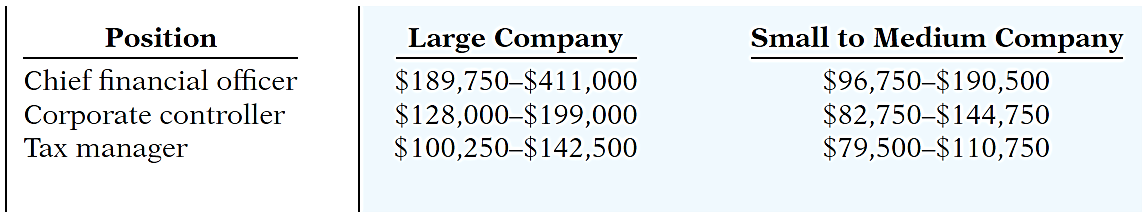 Position Large Company Small to Medium Company
Chief financial officer $189,750–$411,000 $96,750–$190,500
Corporate controller $128,000–$199,000 $82,750–$144,750
Tax manager $100,250–$142,500 $79,500–$110,750